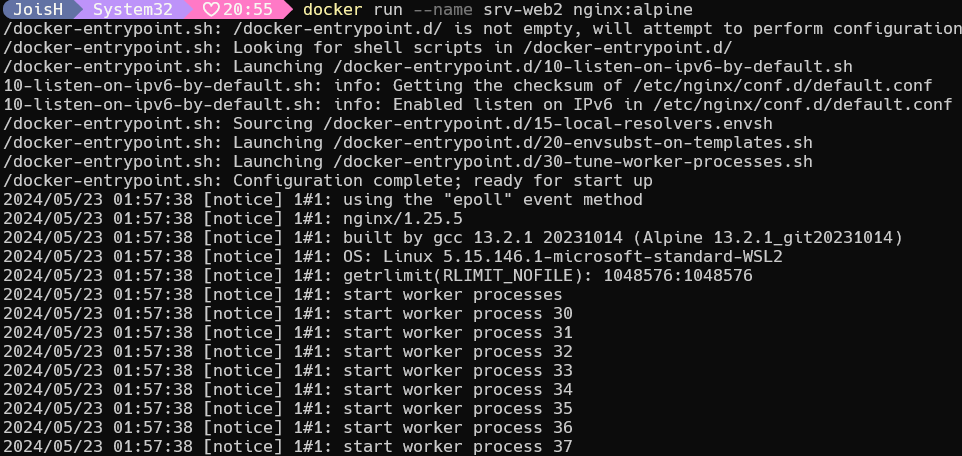 JoisH System32 ♡20:55 docker run --name srv-web2 nginx:alpine
/docker-entrypoint.sh: /docker-entrypoint.d/ is not empty, will attempt to perform configuration
/docker-entrypoint.sh: Looking for shell scripts in /docker-entrypoint.d/
/docker-entrypoint.sh: Launching /docker-entrypoint.d/10-listen-on-ipv6-by-default.sh
10-listen-on-ipv6-by-default.sh: info: Getting the checksum of /etc/nginx/conf.d/default.conf
10-listen-on-ipv6-by-default.sh: info: Enabled listen on IPv6 in /etc/nginx/conf.d/default.conf
/docker-entrypoint.sh: Sourcing /docker-entrypoint.d/15-local-resolvers.envsh
/docker-entrypoint.sh: Launching /docker-entrypoint.d/20-envsubst-on-templates.sh
/docker-entrypoint.sh: Launching /docker-entrypoint.d/30-tune-worker-processes.sh
/docker-entrypoint.sh: Configuration complete; ready for start up
2024/05/23 01:57:38 [notice] 1#1: using the "epoll" event method
2024/05/23 01:57:38 [notice] 1#1: nginx/1.25.5
2024/05/23 01:57:38 [notice] 1#1: built by gcc 13.2.1 20231014 (Alpine 13.2.1_git20231014)
2024/05/23 01:57:38 [notice] 1#1: OS: Linux 5.15.146.1-microsoft-standard-WSL2
2024/05/23 01:57:38 [notice] 1#1: getrlimit(RLIMIT_NOFILE): 1048576:1048576
2024/05/23 01:57:38 [notice] 1#1: start worker processes
2024/05/23 01:57:38 [notice] 1#1: start worker process 30
2024/05/23 01:57:38 [notice] 1#1: start worker process 31
2024/05/23 01:57:38 [notice] 1#1: start worker process 32
2024/05/23 01:57:38 [notice] 1#1: start worker process 33
2024/05/23 01:57:38 [notice] 1#1: start worker process 34
2024/05/23 01:57:38 [notice] 1#1: start worker process 35
2024/05/23 01:57:38 [notice] 1#1: start worker process 36
2024/05/23 01:57:38 [notice] 1#1: start worker process 37